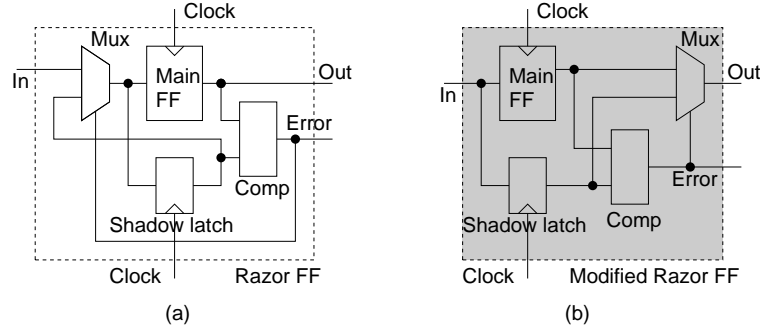 Clock
Mux
In
Main
FF
Out
Error
Comp
Shadow latch
Clock
Razor FF
(a)
Clock
Mux
In
Main
FF
Out
Error
Comp
Shadow latch
Clock
Modified Razor FF
(b)